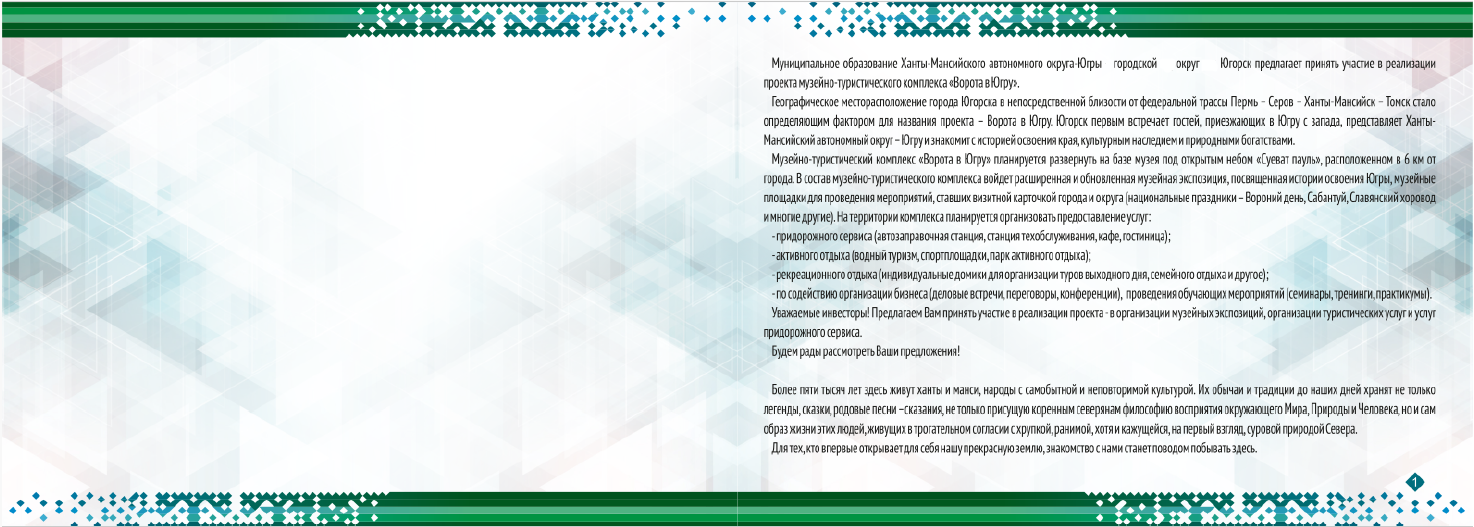 Муниципальное образование Ханты-Мансийского автономного округа-Югры городской округ Югорск предлагает принять участие в реализации
проекта музейно-туристического комплекса «Ворота в Югру».
Географическое месторасположение города Югорска в непосредственной близости от федеральной трассы Пермь – Серов – Ханты-Мансийск – Томск стало
определяющим фактором для названия проекта – Ворота в Югру. Югорск первым встречает гостей, приезжающих в Югру с запада, представляет Ханты-
Мансийский автономный округ – Югру и знакомит с историей освоения края, культурным наследием и природными богатствами.
Музейно-туристический комплекс «Ворота в Югру» планируется развернуть на базе музея под открытым небом «Суеват пауль», расположенном в 6 км от
города. В состав музейно-туристического комплекса войдет расширенная и обновленная музейная экспозиция, посвященная истории освоения Югры, музейные
площадки для проведения мероприятий, ставших визитной карточкой города и округа (национальные праздники – Вороний день, Сабантуй, Славянский хоровод
и многие другие). На территории комплекса планируется организовать предоставление услуг:
- придорожного сервиса (автозаправочная станция, станция техобслуживания, кафе, гостиница);
- активного отдыха (водный туризм, спортплощадки, парк активного отдыха);
- рекреационного отдыха (индивидуальные домики для организации туров выходного дня, семейного отдыха и другое);
- по содействию организации бизнеса (деловые встречи, переговоры, конференции), проведения обучающих мероприятий (семинары, тренинги, практикумы).
Уважаемые инвесторы! Предлагаем Вам принять участие в реализации проекта - в организации музейных экспозиций, организации туристических услуг и услуг
придорожного сервиса.
Будем рады рассмотреть Ваши предложения!
Более пяти тысяч лет здесь живут ханты и манси, народы с самобытной и неповторимой культурой. Их обычаи и традиции до наших дней хранят не только
легенды, сказки, родовые песни –сказания, не только присущую коренным северянам философию восприятия окружающего Мира, Природы и Человека, но и сам
образ жизни этих людей, живущих в трогательном согласии с хрупкой, ранимой, хотя и кажущейся, на первый взгляд, суровой природой Севера.
Для тех, кто впервые открывает для себя нашу прекрасную землю, знакомство с нами станет поводом побывать здесь.
1